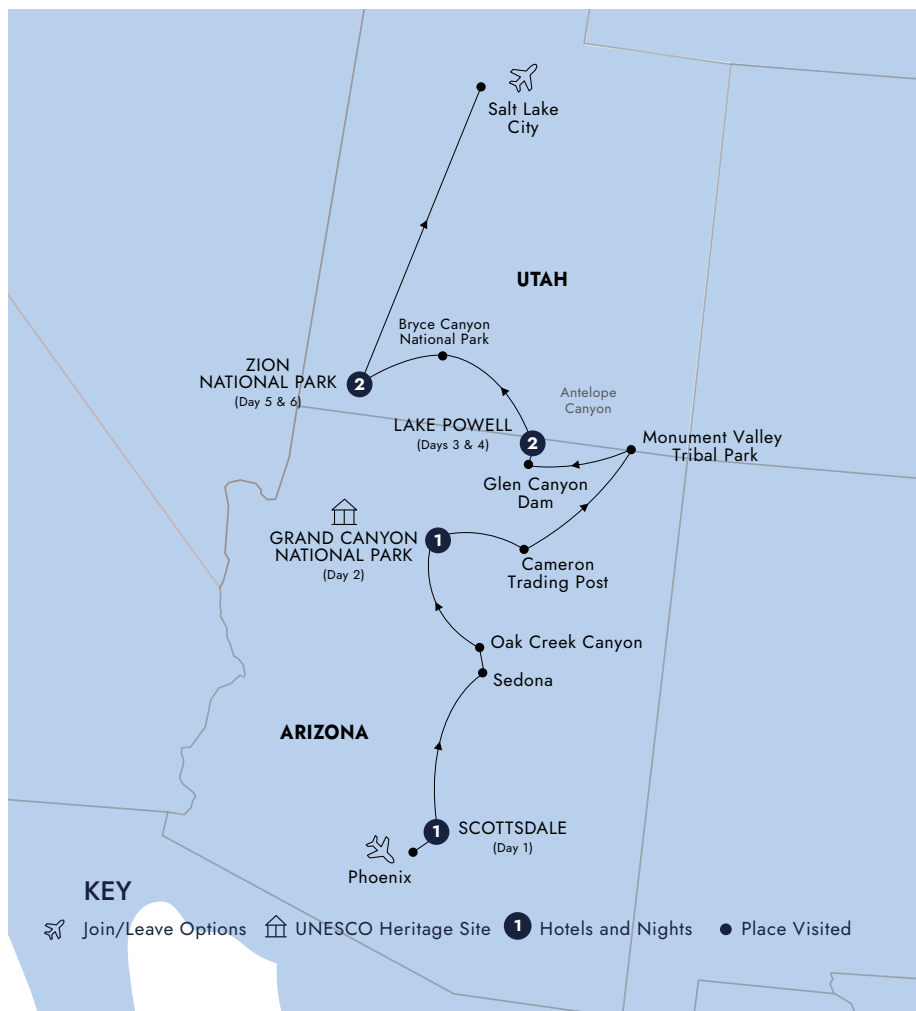 Salt Lake
City
UTAH
Bryce Canyon
National Park
ZION
NATIONAL PARK
(Day 5 & 6)
2
Antelope
Canyon
LAKE POWELL
(Days 3 & 4)
2
Monument Valley
Tribal Park
Glen Canyon
Dam
GRAND CANYON
NATIONAL PARK
(Day 2)
1
Cameron
Trading Post
Oak Creek Canyon
Sedona
ARIZONA
1
SCOTTSDALE
(Day 1)
Phoenix
KEY
Join/Leave Options
UNESCO Heritage Site
1
Hotels and Nights
Place Visited